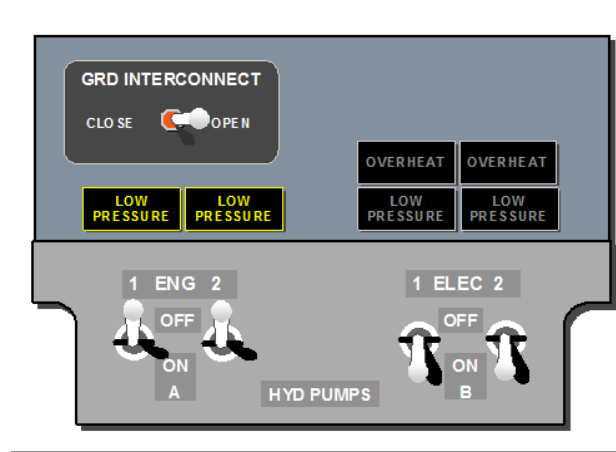 GRD INTERCONNECT
CLOSE OPEN
OVERHEAT OVERHEAT
LOW PRESSURE
LOW PRESSURE
LOW PRESSURE
LOW PRESSURE
1 ENG 2
1 ELEC 2
OFF
OFF
ON
ON
A
B
HYD PUMPS